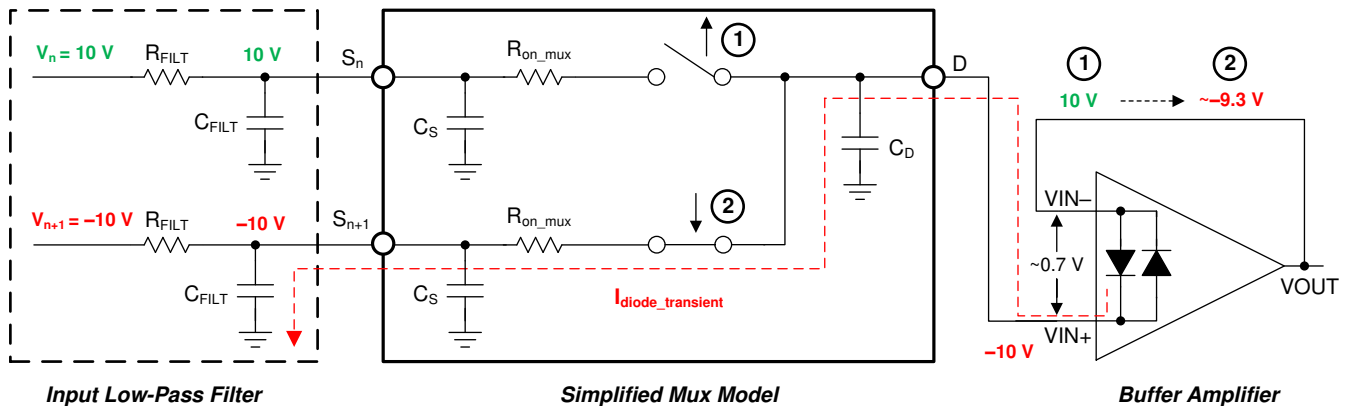 Vn = 10 V
RFILT
10 V
Sn
Ron_mux
1
D
1
2
10 V
~–9.3 V
CFILT
CS
CD
Vn+1 = –10 V
RFILT
–10 V
Sn+1
Ron_mux
2
VIN–
~0.7 V
VOUT
CFILT
CS
Idiode_transient
VIN+
–10 V
Input Low-Pass Filter
Simplified Mux Model
Buffer Amplifier